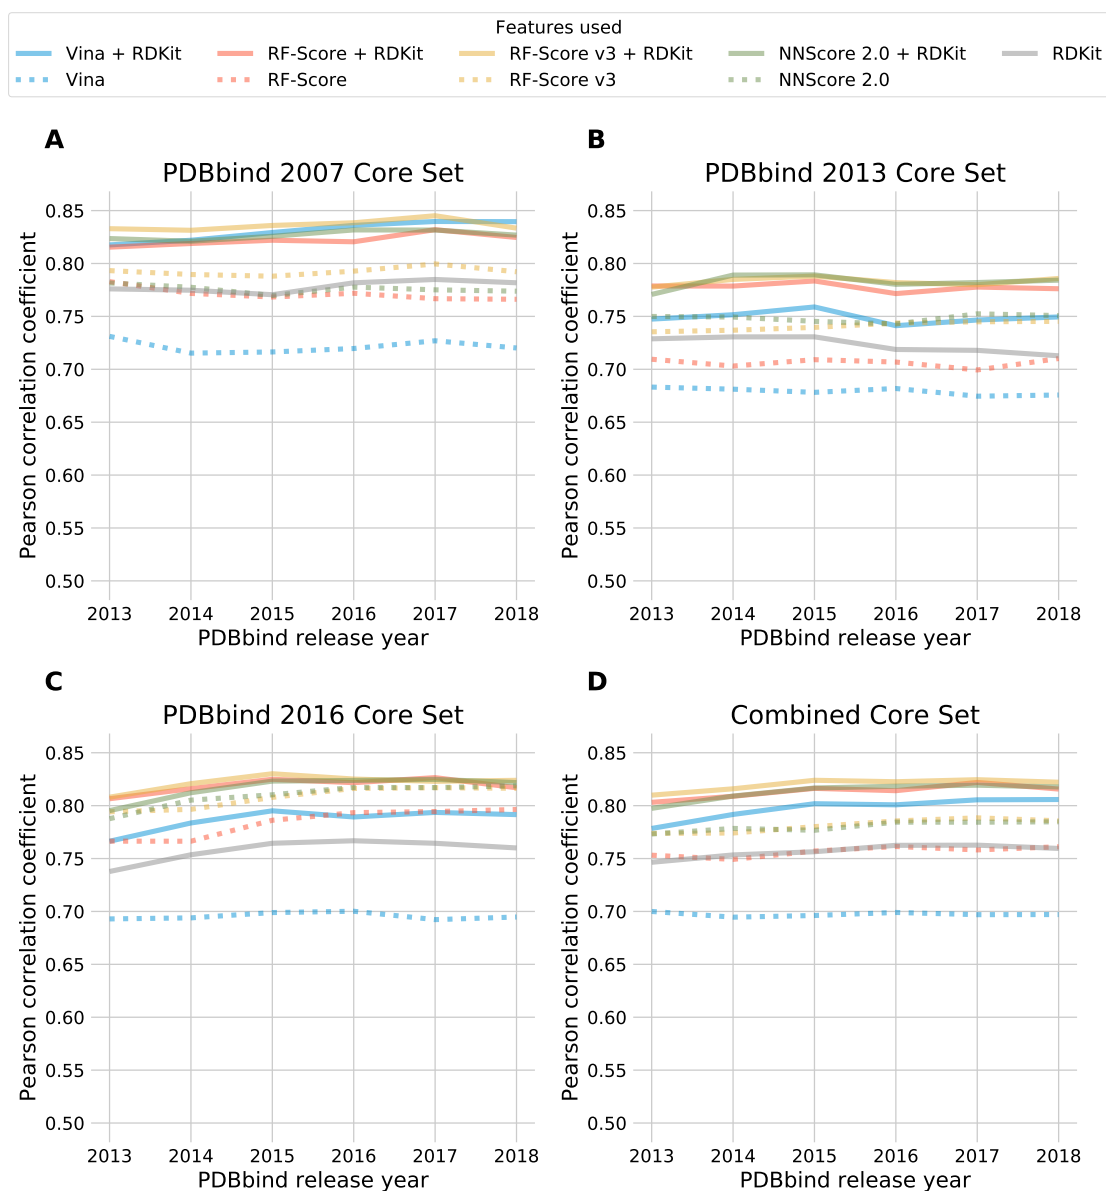 Features used
Vina + RDKit RF-Score + RDKit RF-Score v3 + RDKit NNScore 2.0 + RDKit RDKit
Vina RF-Score RF-Score v3 NNScore 2.0
A B
PDBbind 2007 Core Set PDBbind 2013 Core Set
Pearson correlation coefficient
0.85
0.80
0.75
0.70
0.65
0.60
0.55
0.50
2013 2014 2015 2016 2017 2018
PDBbind release year
Pearson correlation coefficient
0.85
0.80
0.75
0.70
0.65
0.60
0.55
0.50
2013 2014 2015 2016 2017 2018
PDBbind release year
C D
PDBbind 2016 Core Set Combined Core Set
Pearson correlation coefficient
0.85
0.80
0.75
0.70
0.65
0.60
0.55
0.50
2013 2014 2015 2016 2017 2018
PDBbind release year
Pearson correlation coefficient
0.85
0.80
0.75
0.70
0.65
0.60
0.55
0.50
2013 2014 2015 2016 2017 2018
PDBbind release year